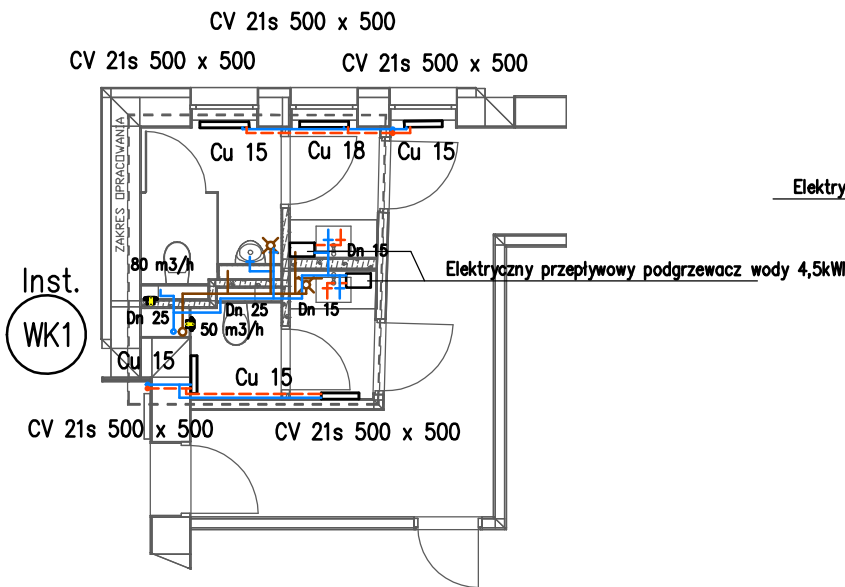 CV 21s 500 x 500
CV 21s 500 x 500
CV 21s 500 x 500
ZAKRES OPRACOWANIA
Cu 15
Cu 18
Cu 15
Elektry
Dn 15
80 m3/h
Elektryczny przepływowy podgrzewacz wody 4,5kW
Inst.
WK1
Dn 25
Dn 25
Dn 15
50 m3/h
Cu 15
Cu 15
CV 21s 500 x 500
CV 21s 500 x 500